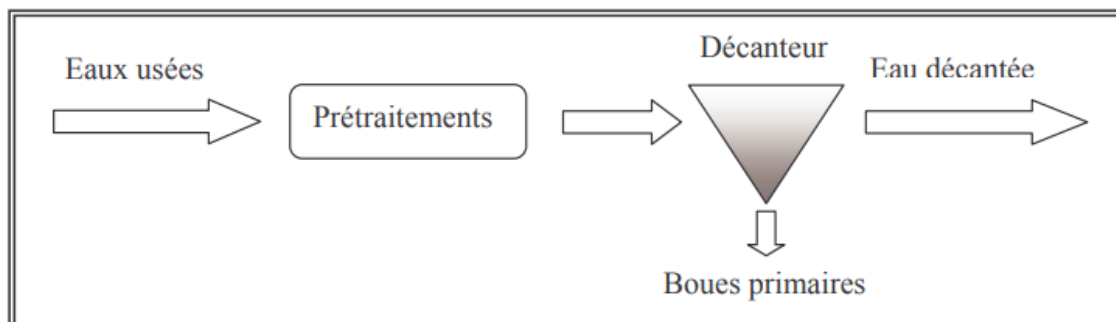 Eaux usées
Prétraitements
Décanteur
Eau décantée
Boues primaires